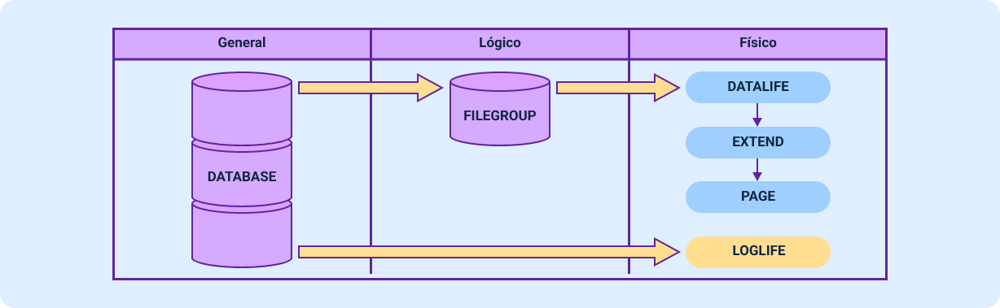 General
Lógico
Físico
DATABASE
FILEGROUP
DATALIFE
EXTEND
PAGE
LOGLIFE